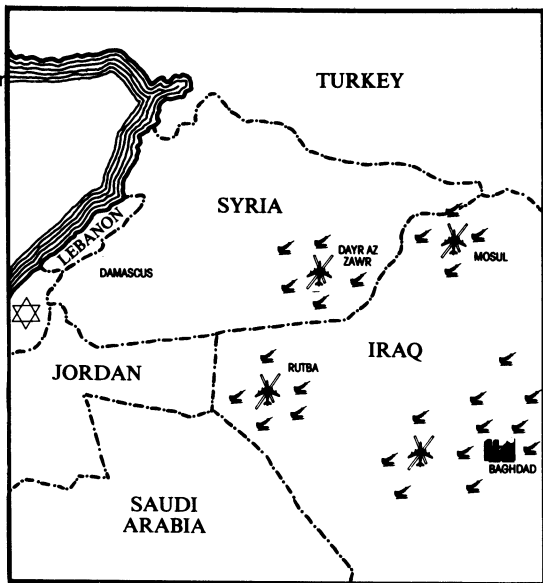 r
TURKEY
SYRIA
LEBANON
DAYR AZ
ZAWR
MOSUL
DAMASCUS
IRAQ
JORDAN
RUTBA
BAGHDAD
SAUDI
ARABIA